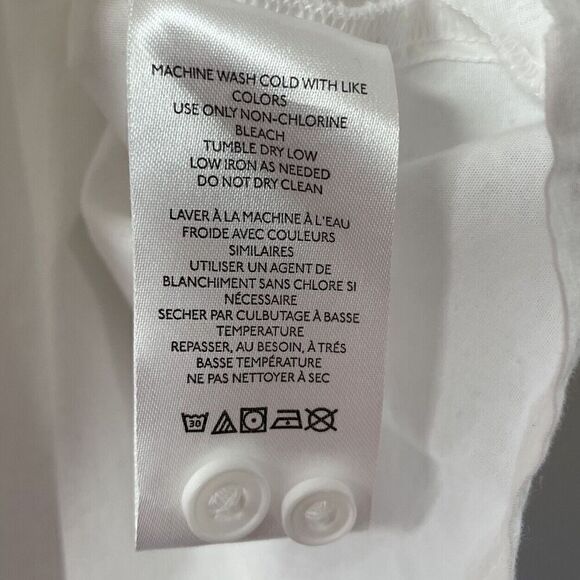 MACHINE WASH COLD WITH LIKE
COLORS
USE ONLY NON-CHLORINE
BLEACH
TUMBLE DRY LOW
LOW IRON AS NEEDED
DO NOT DRY CLEAN
LAVER À LA MACHINE À L'EAU
FROIDE AVEC COULEURS
SIMILAIRES
UTILISER UN AGENT DE
BLANCHIMENT SANS CHLORE SI
NÉCESSAIRE
SECHER PAR CULBUTAGE À BASSE
TEMPERATURE
REPASSER, AU BESOIN, À TRÉS
BASSE TEMPÉRATURE
NE PAS NETTOYER À SEC
30